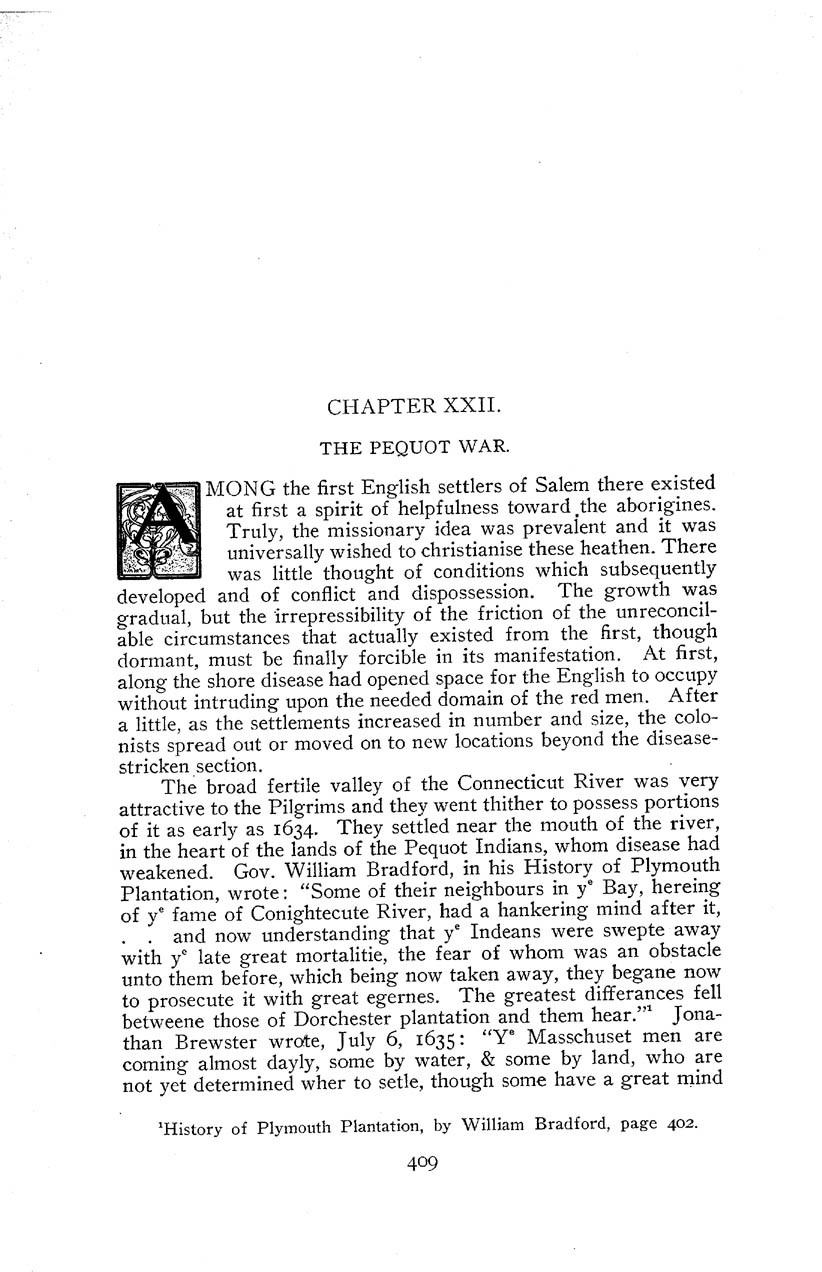 CHAPTER XXII.
THE PEQUOT WAR.
AMONG the first English settlers of Salem there existed
at first a spirit of helpfulness toward the aborigines.
Truly, the missionary idea was prevalent and it was
universally wished to christianise these heathen. There
was little thought of conditions which subsequently
developed and of conflict and dispossession. The growth was
gradual, but the irrepressibility of the friction of the unreconcil-
able circumstances that actually existed from the first, though
dormant, must be finally forcible in its manifestation. At first,
along the shore disease had opened space for the English to occupy
without intruding upon the needed domain of the red men. After
a little, as the settlements increased in number and size, the colo-
nists spread out or moved on to new locations beyond the disease-
stricken section.
The broad fertile valley of the Connecticut River was very
attractive to the Pilgrims and they went thither to possess portions
of it as early as 1634. They settled near the mouth of the river,
in the heart of the lands of the Pequot Indians, whom disease had
weakened. Gov. William Bradford, in his History of Plymouth
Plantation, wrote: "Some of their neighbours in yᵉ Bay, hereing
of yᵉ fame of Conightecute River, had a hankering mind after it,
. . and now understanding that yᵉ Indeans were swepte away
with yᵉ late great mortalitie, the fear of whom was an obstacle
unto them before, which being now taken away, they begane now
to prosecute it with great egernes. The greatest differances fell
betweene those of Dorchester plantation and them hear."¹ Jona-
than Brewster wrote, July 6, 1635: "Yᵉ Masschuset men are
coming almost dayly, some by water, & some by land, who are
not yet determined wher to setle, though some have a great mind
¹History of Plymouth Plantation, by William Bradford, page 402.
409